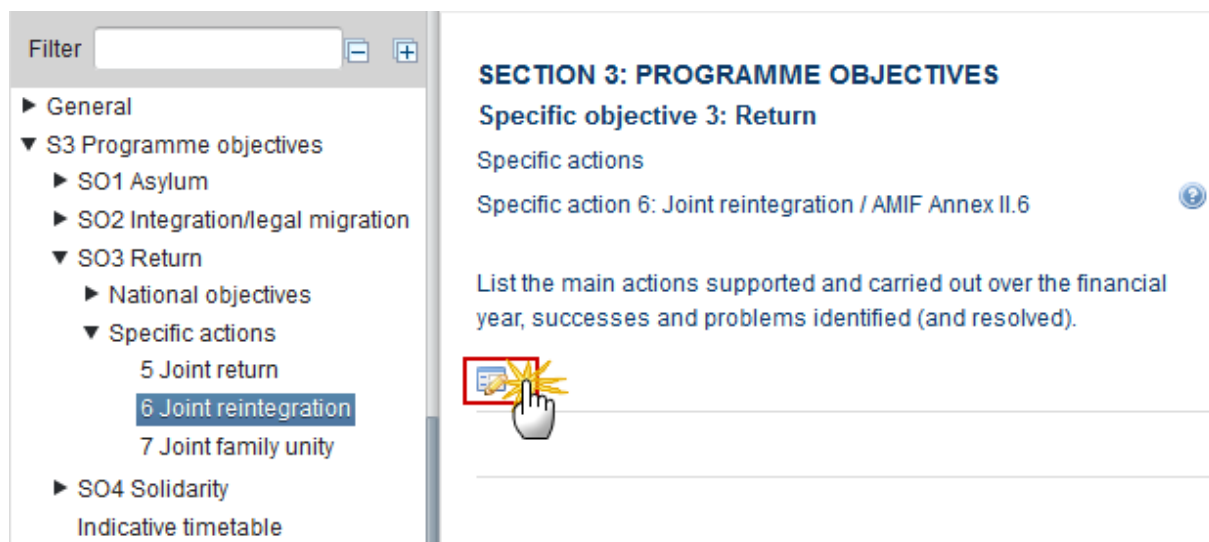 Filter
General
S3 Programme objectives
SO1 Asylum
SO2 Integration/legal migration
SO3 Return
National objectives
Specific actions
5 Joint return
6 Joint reintegration
7 Joint family unity
SO4 Solidarity
Indicative timetable
SECTION 3: PROGRAMME OBJECTIVES
Specific objective 3: Return
Specific actions
Specific action 6: Joint reintegration / AMIF Annex II.6
List the main actions supported and carried out over the financial
year, successes and problems identified (and resolved).